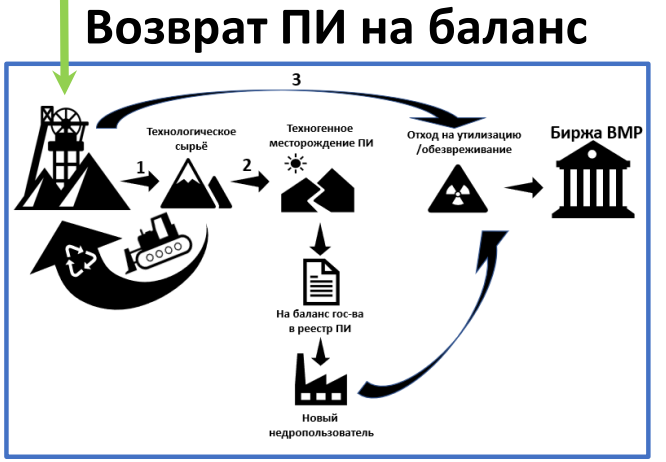 Возврат ПИ на баланс
3
Технологическое
сырьё
Техногенное
месторождение ПИ
Отход на утилизацию
/обезвреживание
Биржа ВМР
1
2
На баланс гос-ва
в реестр ПИ
Новый
недропользователь